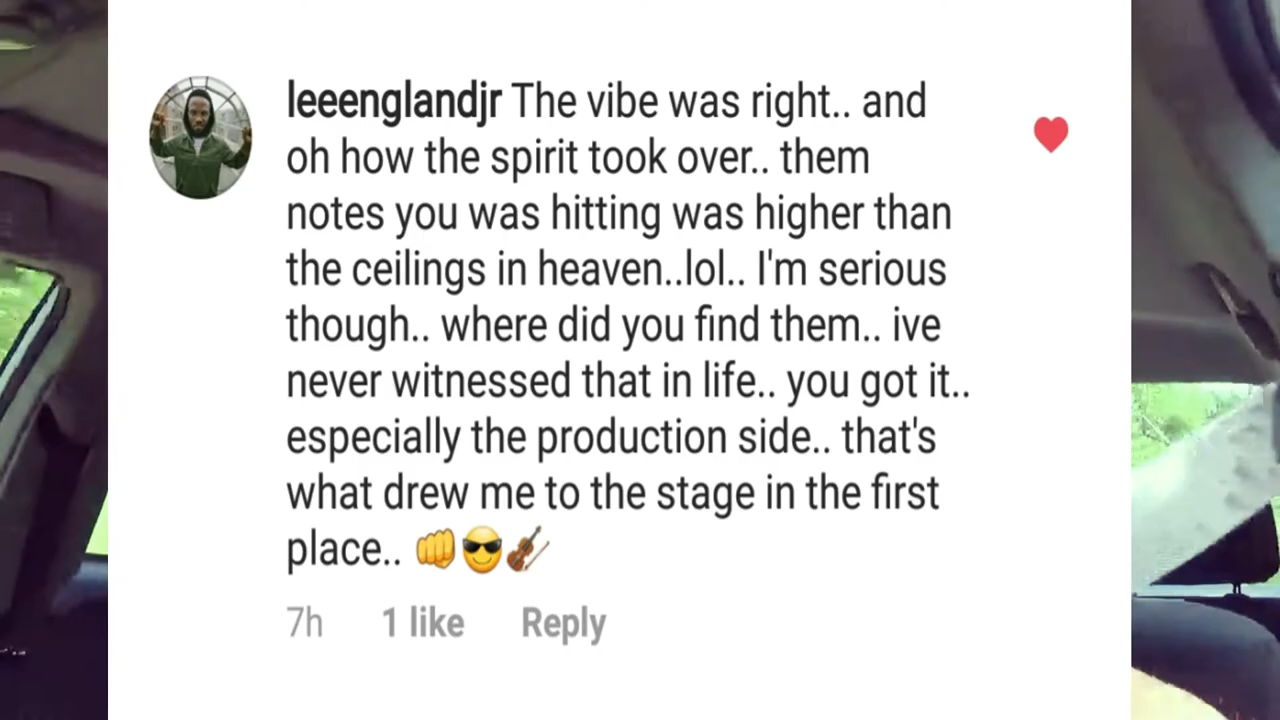 leeenglandjr The vibe was right.. and
oh how the spirit took over.. them
notes you was hitting was higher than
the ceilings in heaven..lol.. I'm serious
though.. where did you find them.. ive
never witnessed that in life.. you got it..
especially the production side.. that's
what drew me to the stage in the first
place.. 👊😎🎻
7h 1 like Reply